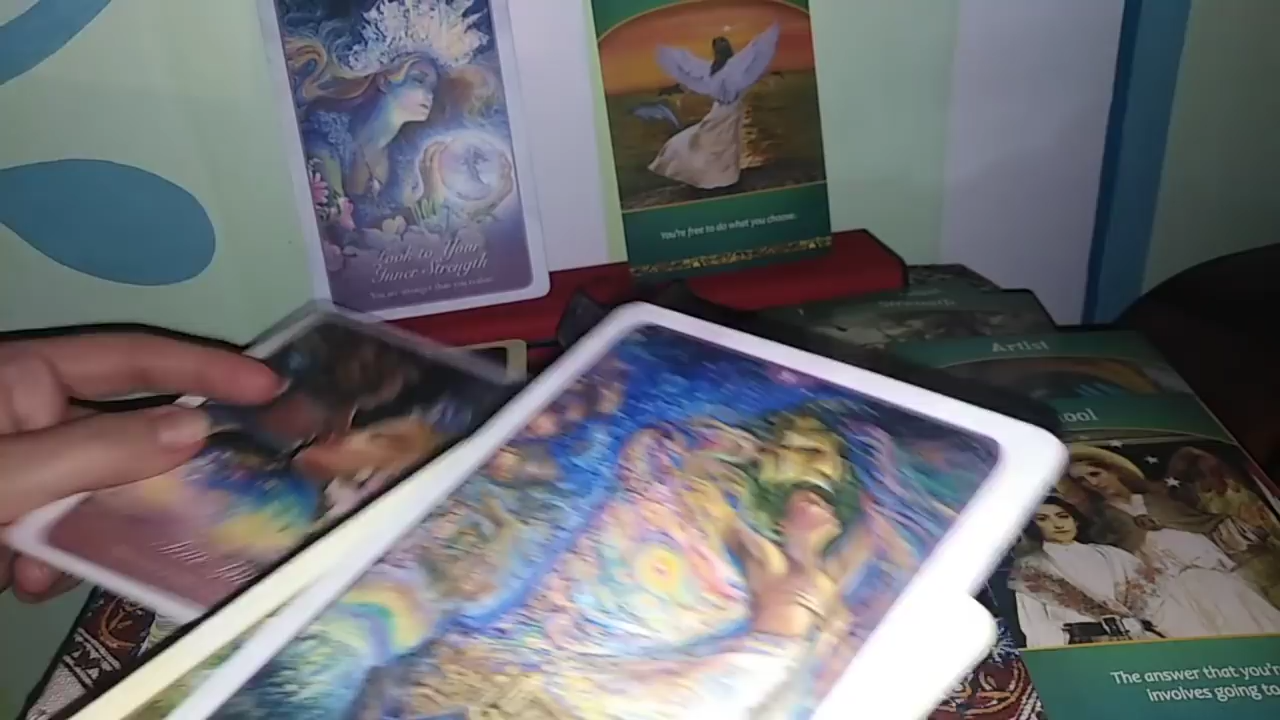 Look to Your
Inner Strength
You are stronger than you realize.
You're free to do what you choose.
Artist
The answer that you're
involves going to